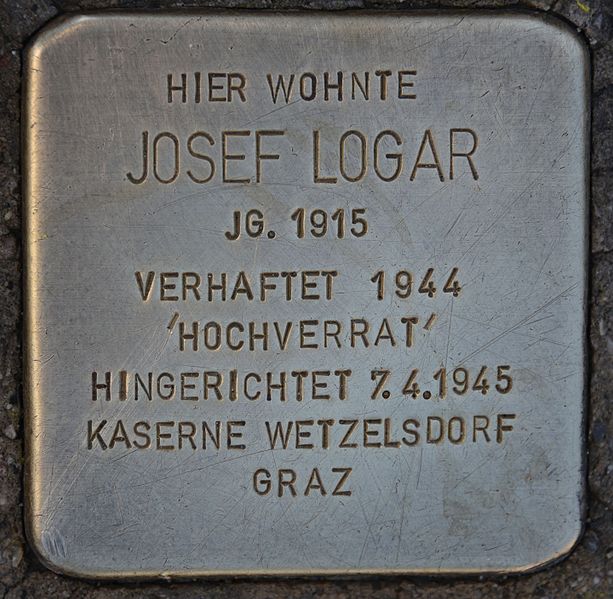 HIER WOHNTE
JOSEF LOGAR
JG. 1915
VERHAFTET 1944
'HOCHVERRAT'
HINGERICHTET 7.4.1945
KASERNE WETZELSDORF
GRAZ